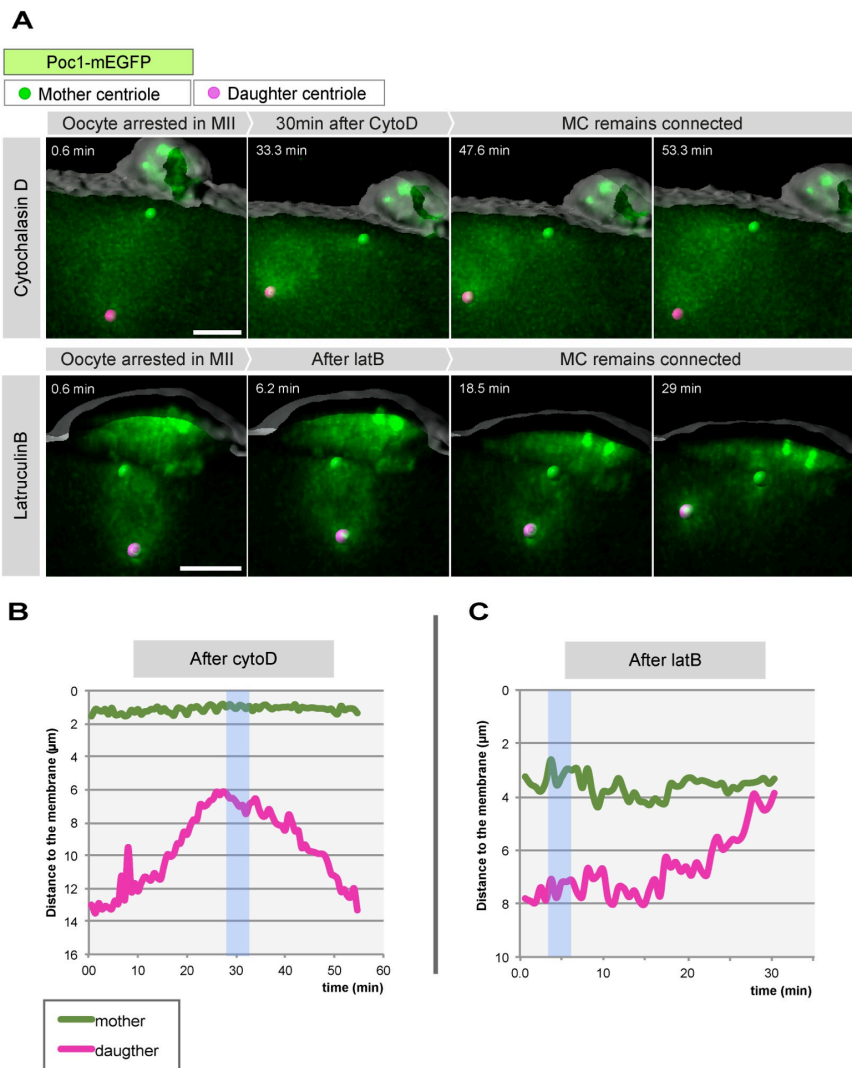 A
Poc1-mEGFP
Mother centriole
Daughter centriole
Oocyte arrested in MII
30min after CytoD
MC remains connected
Cytochalasin D
0.6 min
33.3 min
47.6 min
53.3 min
Oocyte arrested in MII
After latB
MC remains connected
LatruculinB
0.6 min
6.2 min
18.5 min
29 min
B
After cytoD
Distance to the membrane (µm)
0
2
4
6
8
10
12
14
16
00
10
20
30
40
50
60
time (min)
mother
daugther
C
After latB
Distance to the membrane (µm)
0
2
4
6
8
10
0.0
10
20
30
time (min)